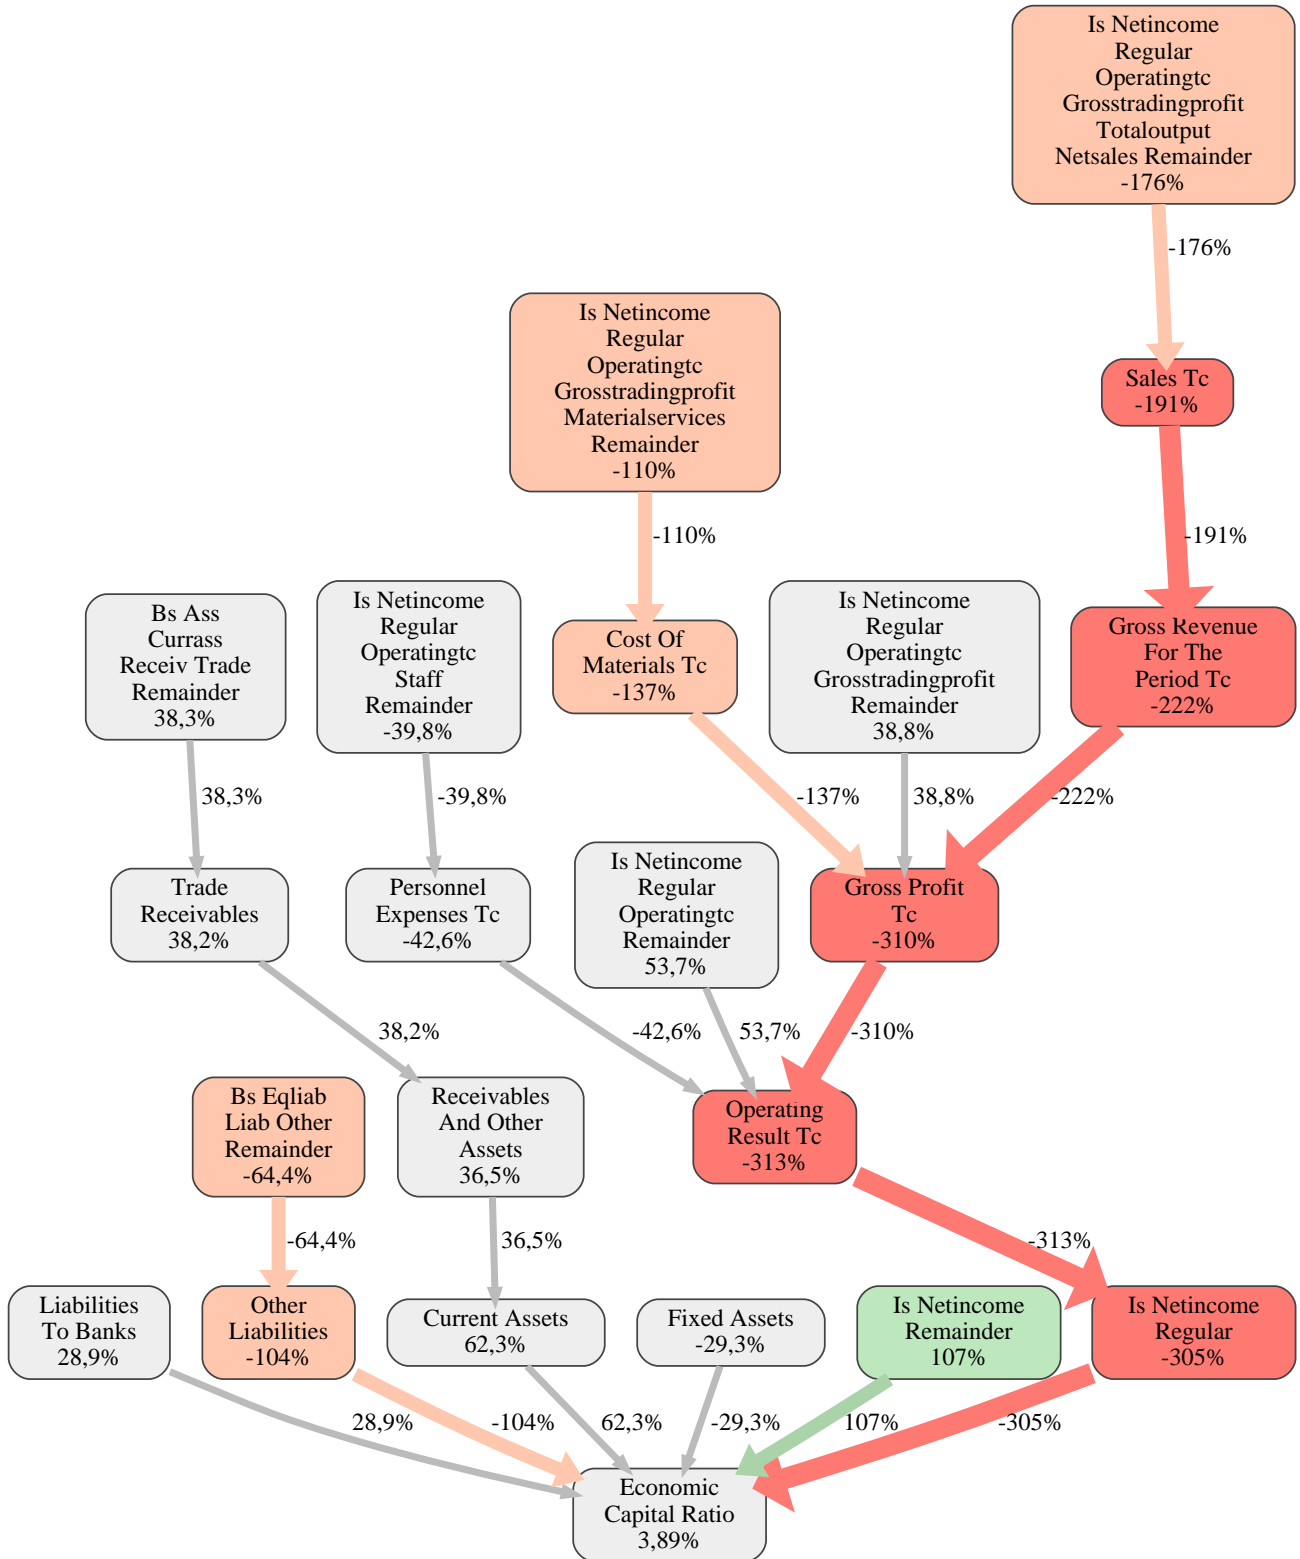 Is Netincome
Regular
Operatingtc
Grosstradingprofit
Totaloutput
Netsales Remainder
-176%
-176%
Is Netincome
Regular
Operatingtc
Grosstradingprofit
Materialservices
Remainder
-110%
Sales Tc
-191%
-110%
-191%
Bs Ass
Currass
Receiv Trade
Remainder
38,3%
Is Netincome
Regular
Operatingtc
Staff
Remainder
-39,8%
Cost Of
Materials Tc
-137%
Is Netincome
Regular
Operatingtc
Grosstradingprofit
Remainder
38,8%
Gross Revenue
For The
Period Tc
-222%
38,3%
-39,8%
-137%
38,8%
-222%
Trade
Receivables
38,2%
Personnel
Expenses Tc
-42,6%
Is Netincome
Regular
Operatingtc
Remainder
53,7%
Gross Profit
Tc
-310%
38,2%
-42,6%
53,7%
-310%
Bs Eqliab
Liab Other
Remainder
-64,4%
Receivables
And Other
Assets
36,5%
Operating
Result Tc
-313%
-64,4%
36,5%
-313%
Liabilities
To Banks
28,9%
Other
Liabilities
-104%
Current Assets
62,3%
Fixed Assets
-29,3%
Is Netincome
Remainder
107%
Is Netincome
Regular
-305%
28,9%
-104%
62,3%
-29,3%
107%
-305%
Economic
Capital Ratio
3,89%